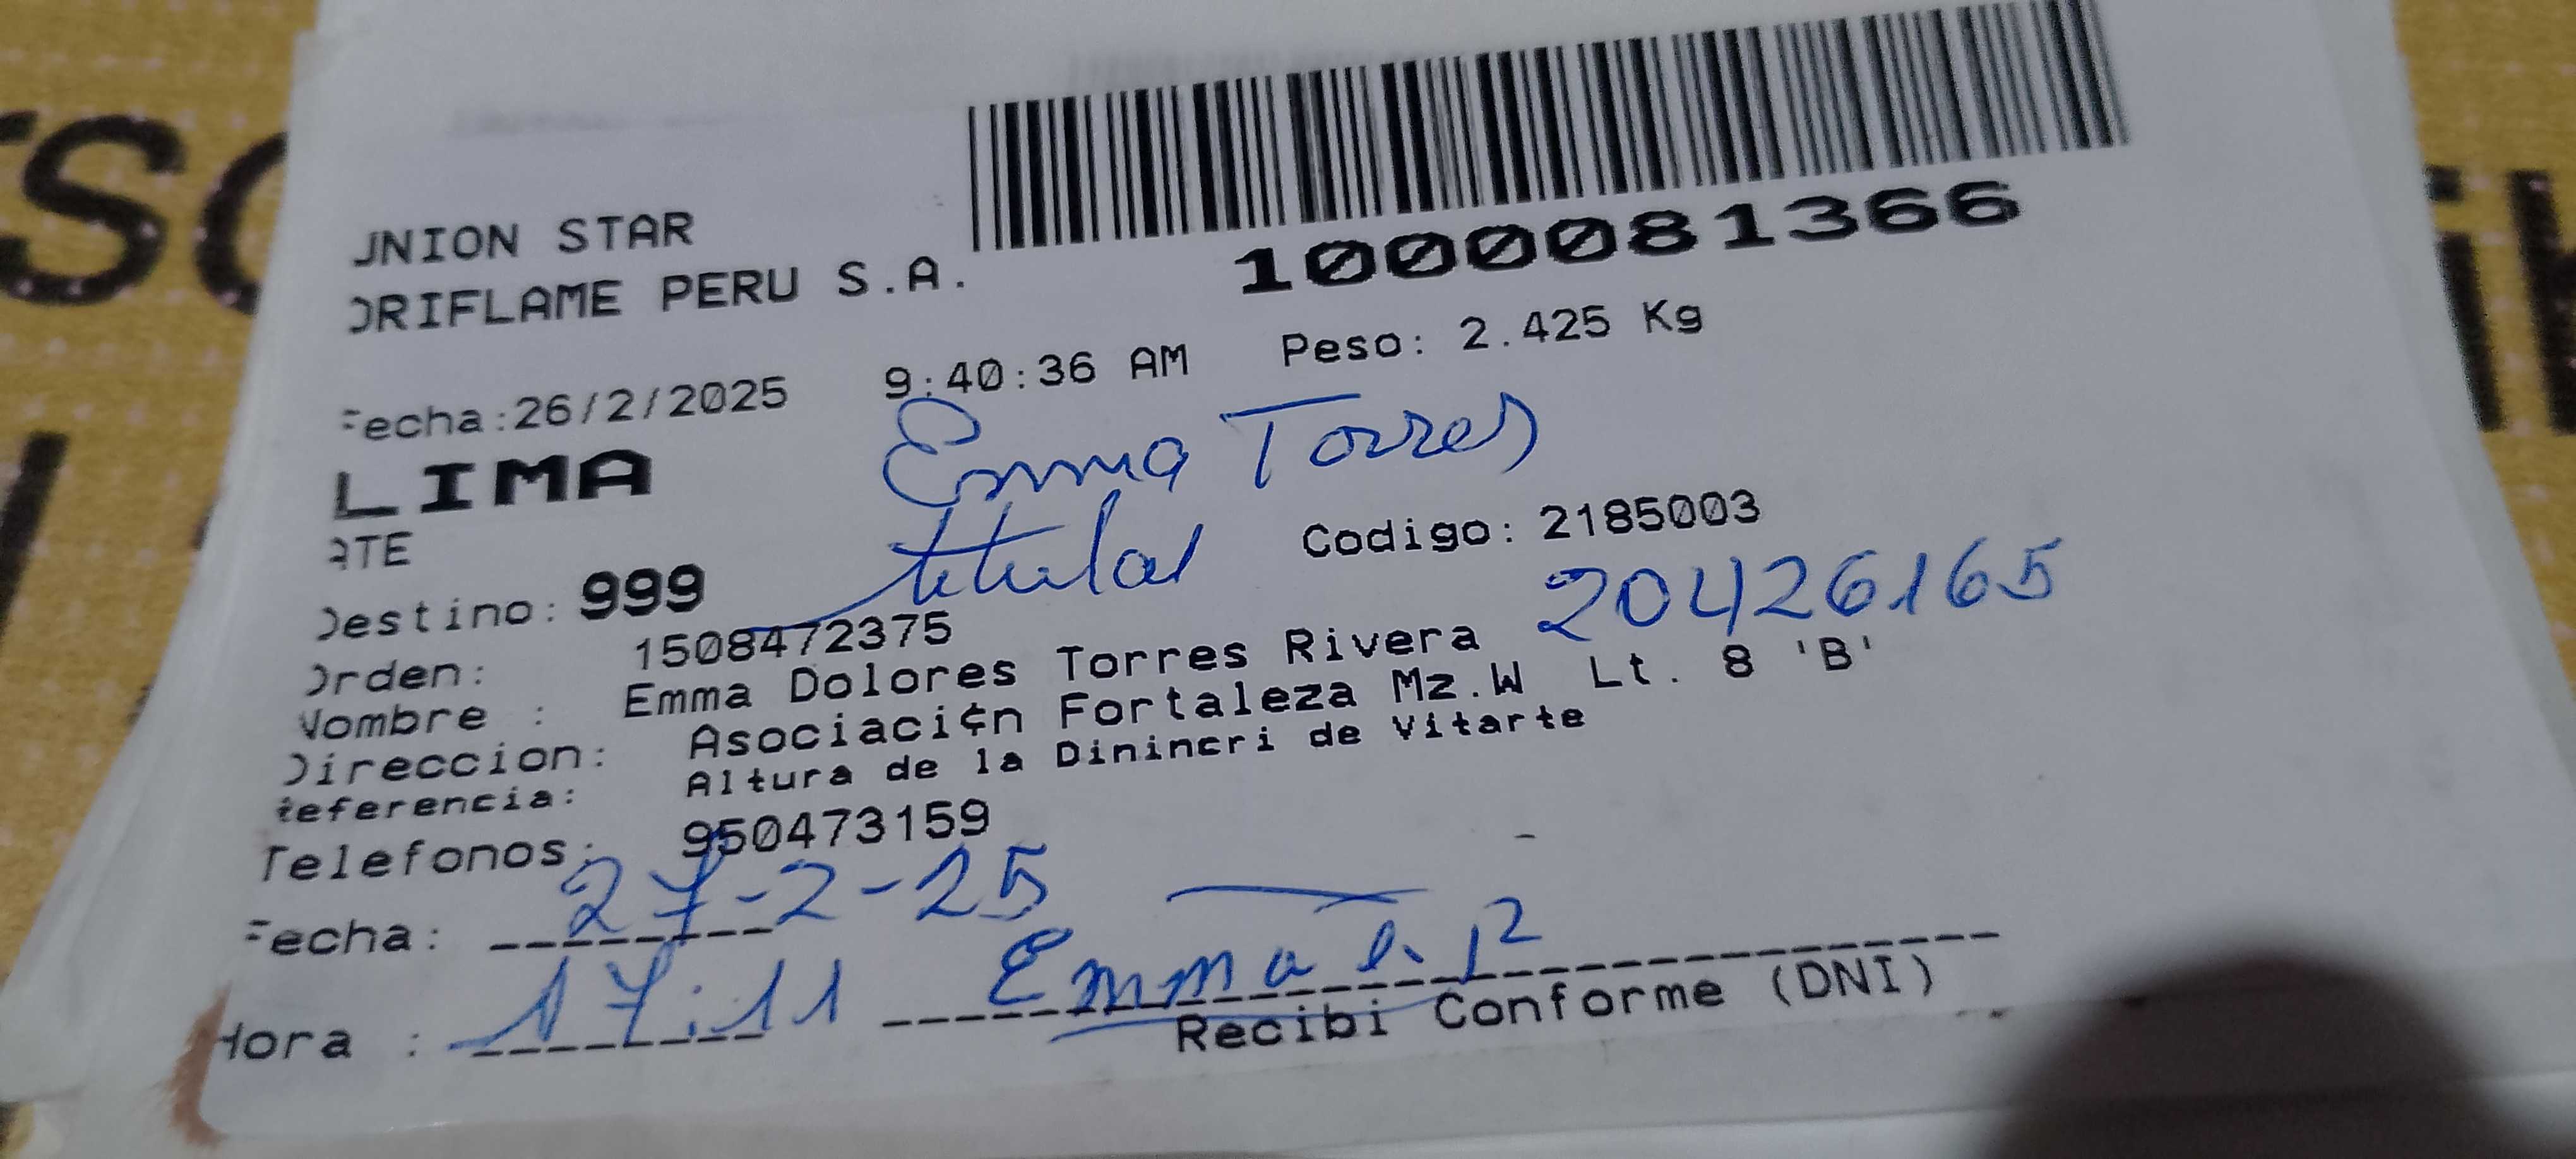 UNION STAR
ORIFLAME PERU S.A.
1000081366
Fecha:26/2/2025 9:40:36 AM Peso: 2.425 Kg
LIMA
Emma Torres
ATE
titular
Codigo: 2185003
Destino: 999
20426165
Orden: 1508472375
Nombre : Emma Dolores Torres Rivera
Direccion: Asociaci¢n Fortaleza Mz.W Lt. 8 'B'
Referencia: Altura de la Dinincri de Vitarte
Telefonos: 950473159
Fecha: 27-2-25
Hora : 17:11 Emma
Recibi Conforme (DNI)